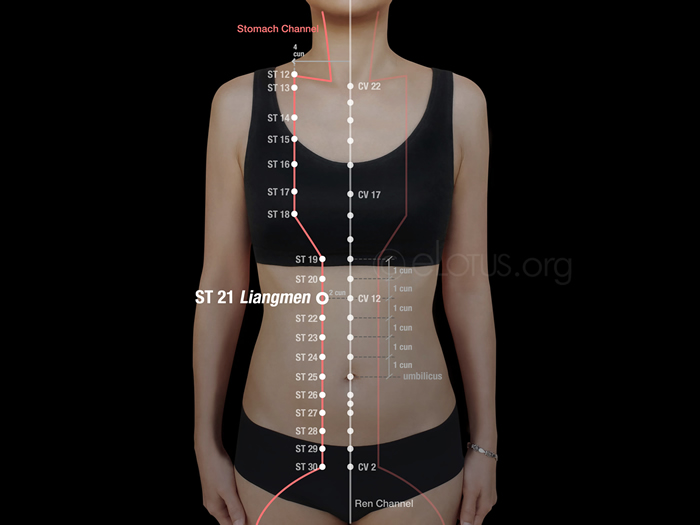 Stomach Channel
4
cun
ST 12
ST 13
CV 22
ST 14
ST 15
ST 16
ST 17
CV 17
ST 18
ST 19
© eLotus.org
1 cun
ST 20
1 cun
ST 21 Liangmen
2 cun
CV 12
1 cun
ST 22
1 cun
ST 23
1 cun
ST 24
1 cun
ST 25
umbilicus
ST 26
ST 27
ST 28
ST 29
ST 30
CV 2
Ren Channel